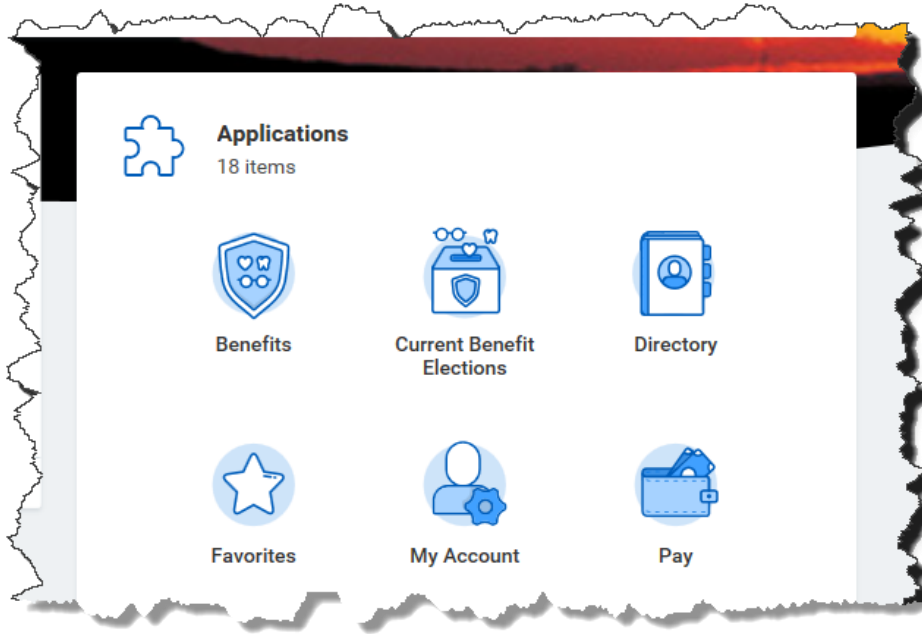 Applications
18 items
Benefits
Current Benefit
Elections
Directory
Favorites
My Account
Pay